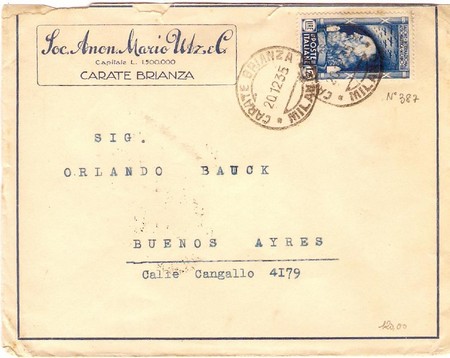 Soc. Anon. Mario Utz. e C.
Capitale L. 1.500.000
CARATE BRIANZA
POSTE ITALIANE
CARATE BRIANZA
20.12.35
* MILANO
N° 387
SIG.
ORLANDO BAUCK
BUENOS AYRES
Calle Cangallo 4179